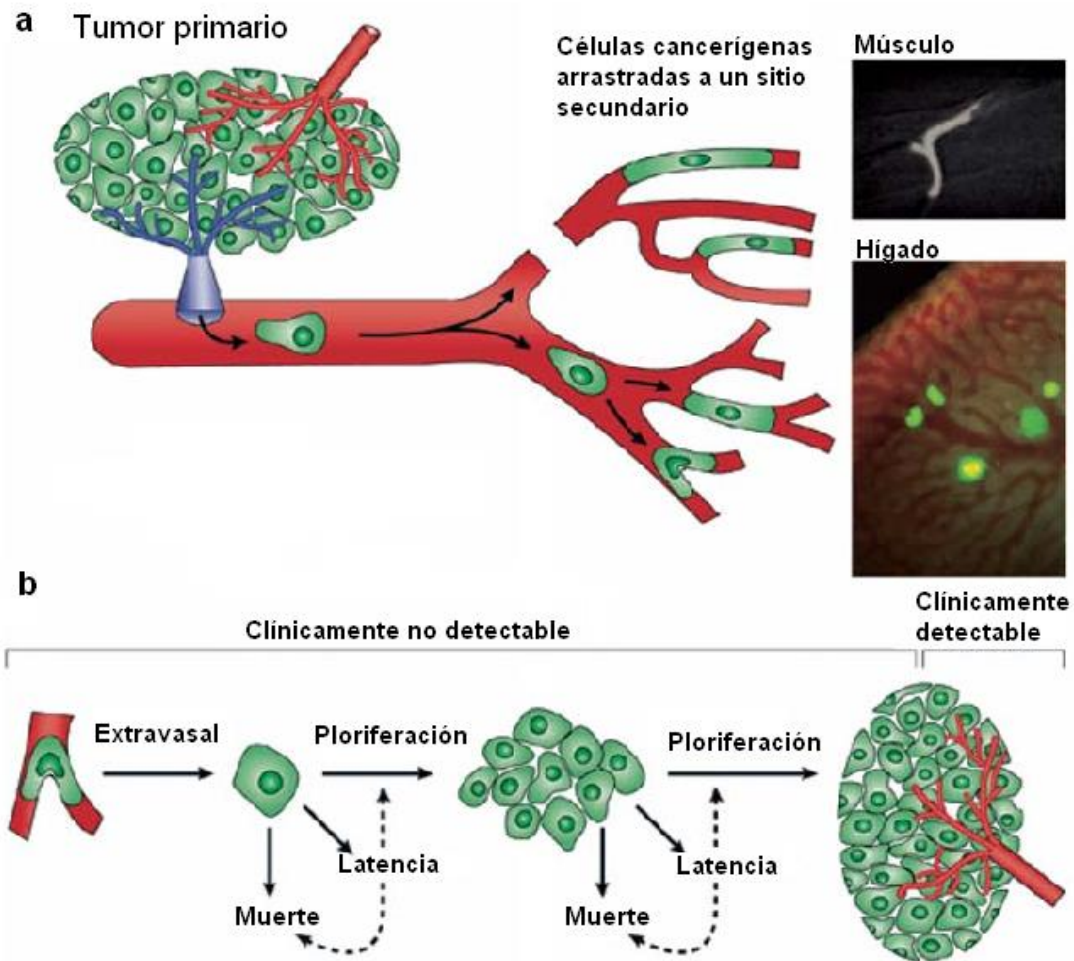 a
Tumor primario
Células cancerígenas
arrastradas a un sitio
secundario
Músculo
Hígado
b
Clínicamente no detectable
Clínicamente
detectable
Extravasal
Ploriferación
Ploriferación
Latencia
Latencia
Muerte
Muerte